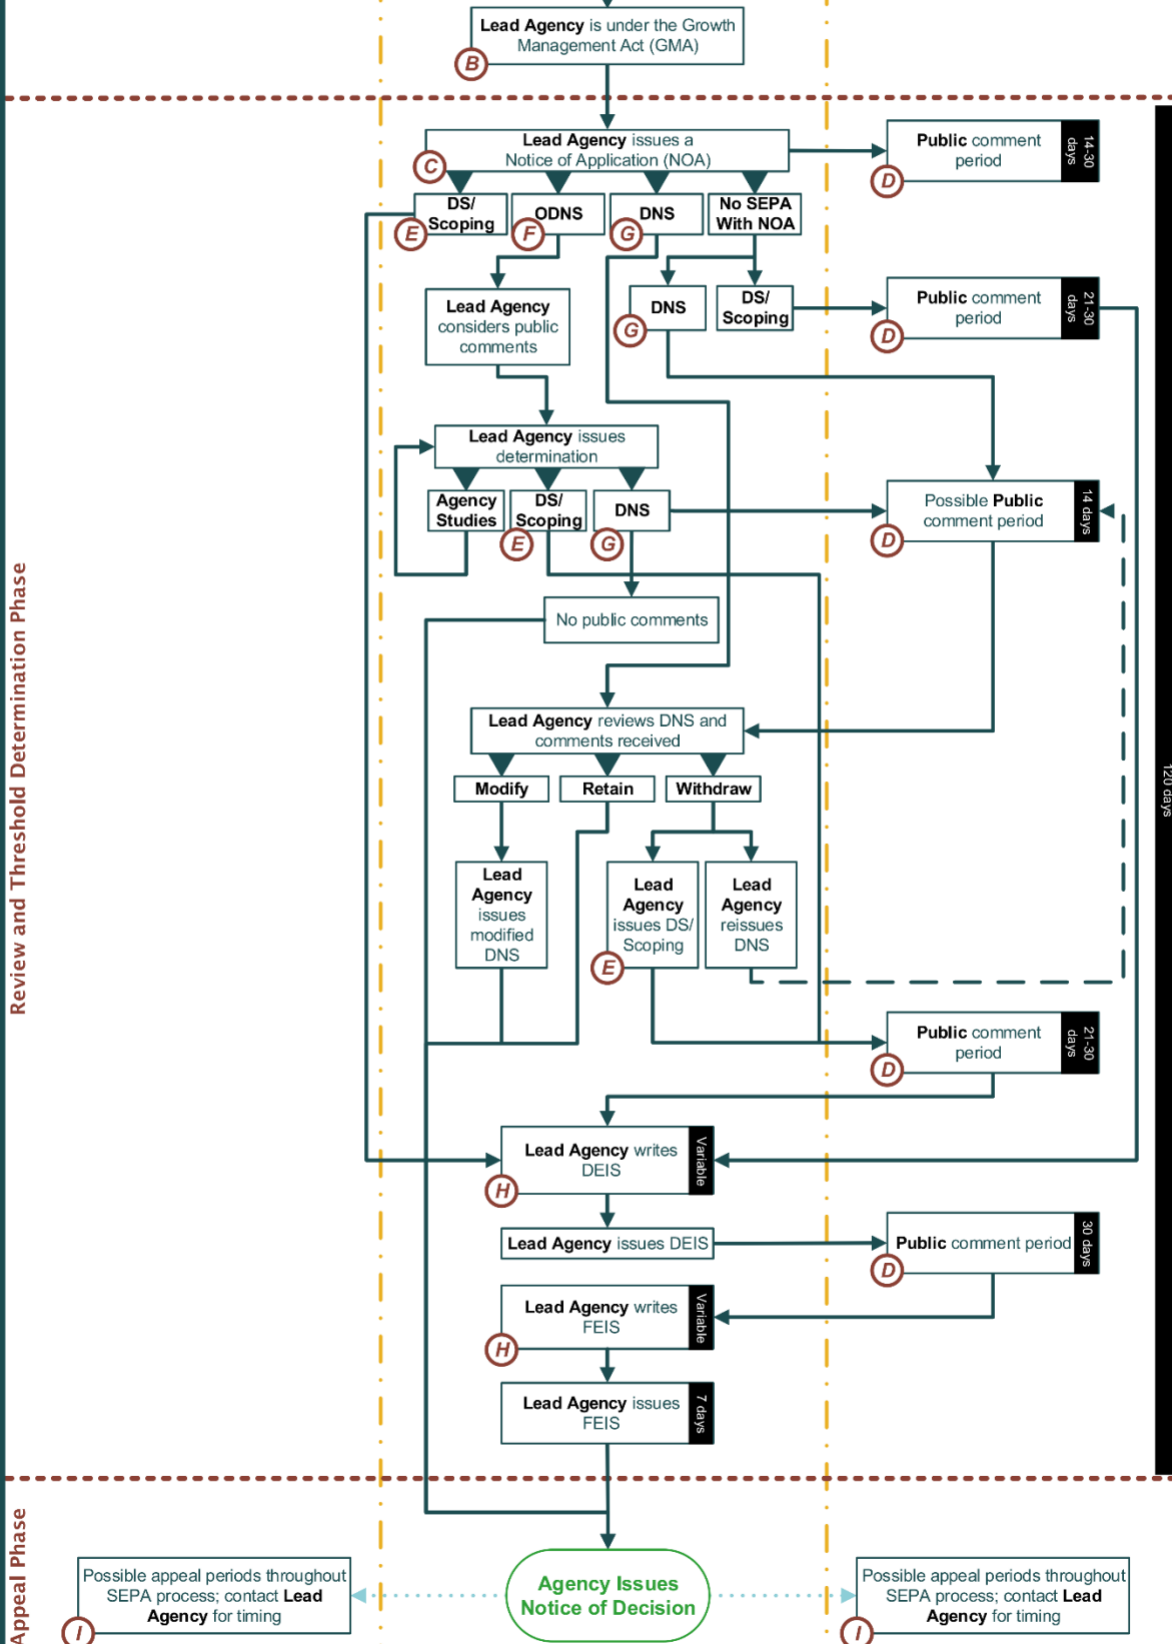 Lead Agency is under the Growth
Management Act (GMA)
B
Lead Agency issues a
Notice of Application (NOA)
C
Public comment
period
14-30
days
D
DS/
Scoping
E
ODNS
F
DNS
G
No SEPA
With NOA
Lead Agency
considers public
comments
DNS
G
DS/
Scoping
Public comment
period
21-30
days
D
Lead Agency issues
determination
Agency
Studies
DS/
Scoping
E
DNS
G
Possible Public
comment period
14 days
D
No public comments
Review and Threshold Determination Phase
Lead Agency reviews DNS and
comments received
Modify
Retain
Withdraw
120 days
Lead
Agency
issues
modified
DNS
Lead
Agency
issues DS/
Scoping
E
Lead
Agency
reissues
DNS
Public comment
period
21-30
days
D
Lead Agency writes
DEIS
Variable
H
Lead Agency issues DEIS
Public comment period
30 days
D
Lead Agency writes
FEIS
Variable
H
Lead Agency issues
FEIS
7 days
Appeal Phase
Possible appeal periods throughout
SEPA process; contact Lead
Agency for timing
I
Agency Issues
Notice of Decision
Possible appeal periods throughout
SEPA process; contact Lead
Agency for timing
I